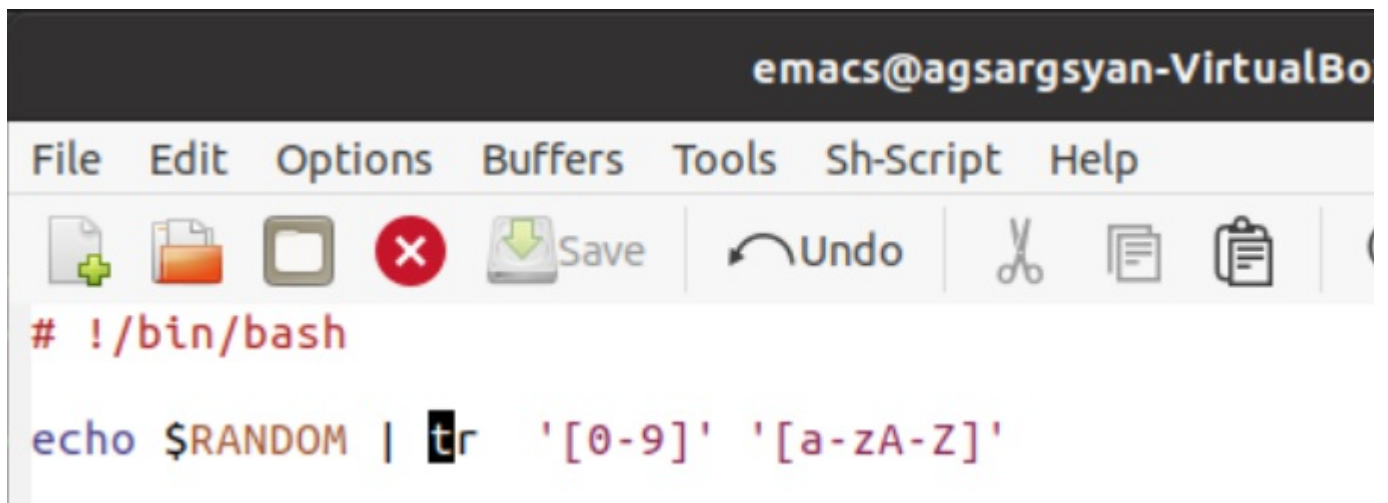 emacs@agsargsyan-VirtualBox
File Edit Options Buffers Tools Sh-Script Help
Save Undo
# !/bin/bash
echo $RANDOM | tr  '[0-9]' '[a-zA-Z]'